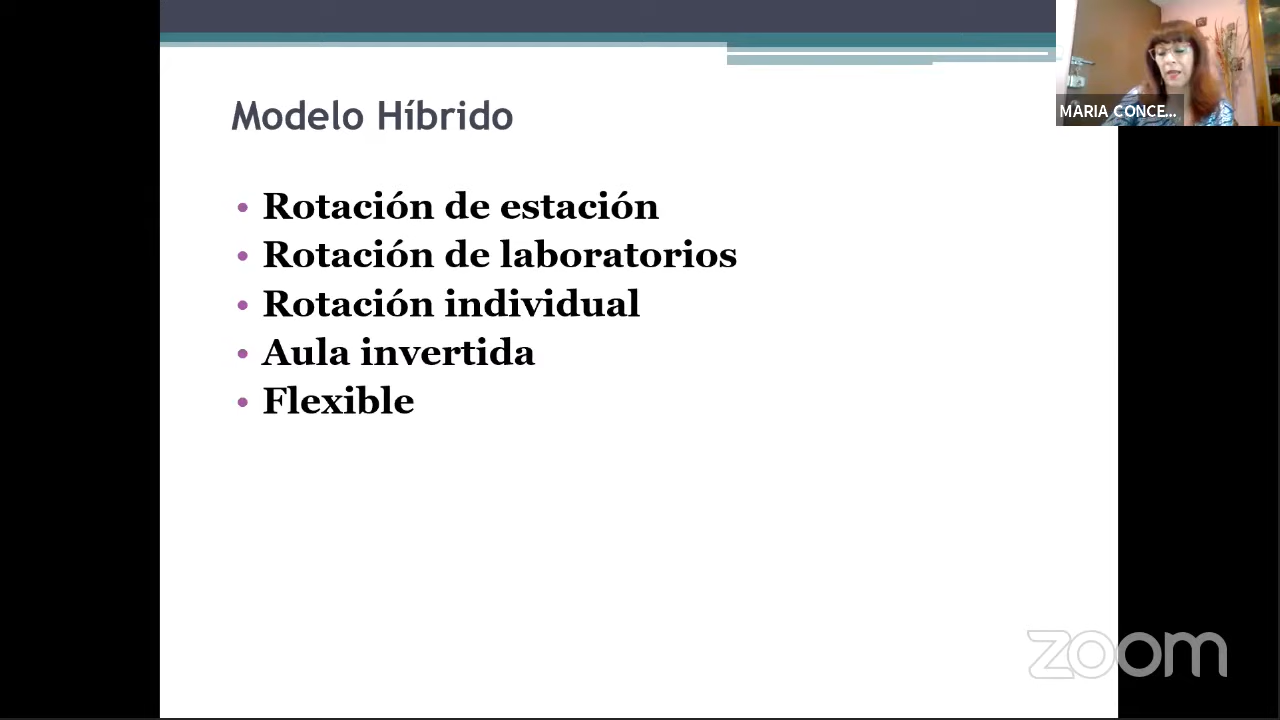 Modelo Híbrido
• Rotación de estación
• Rotación de laboratorios
• Rotación individual
• Aula invertida
• Flexible
MARIA CONCE...
zoom